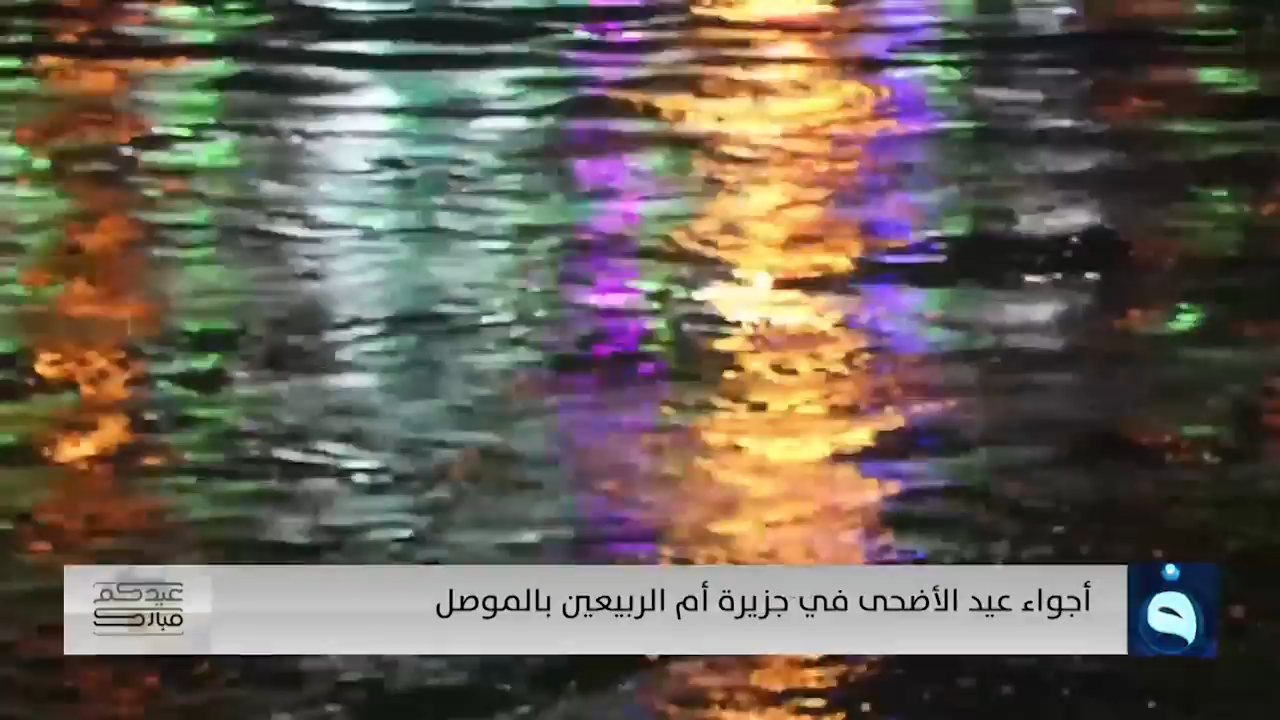 أجواء عيد الأضحى في جزيرة أم الربيعين بالموصل
عيدكم
مبارك